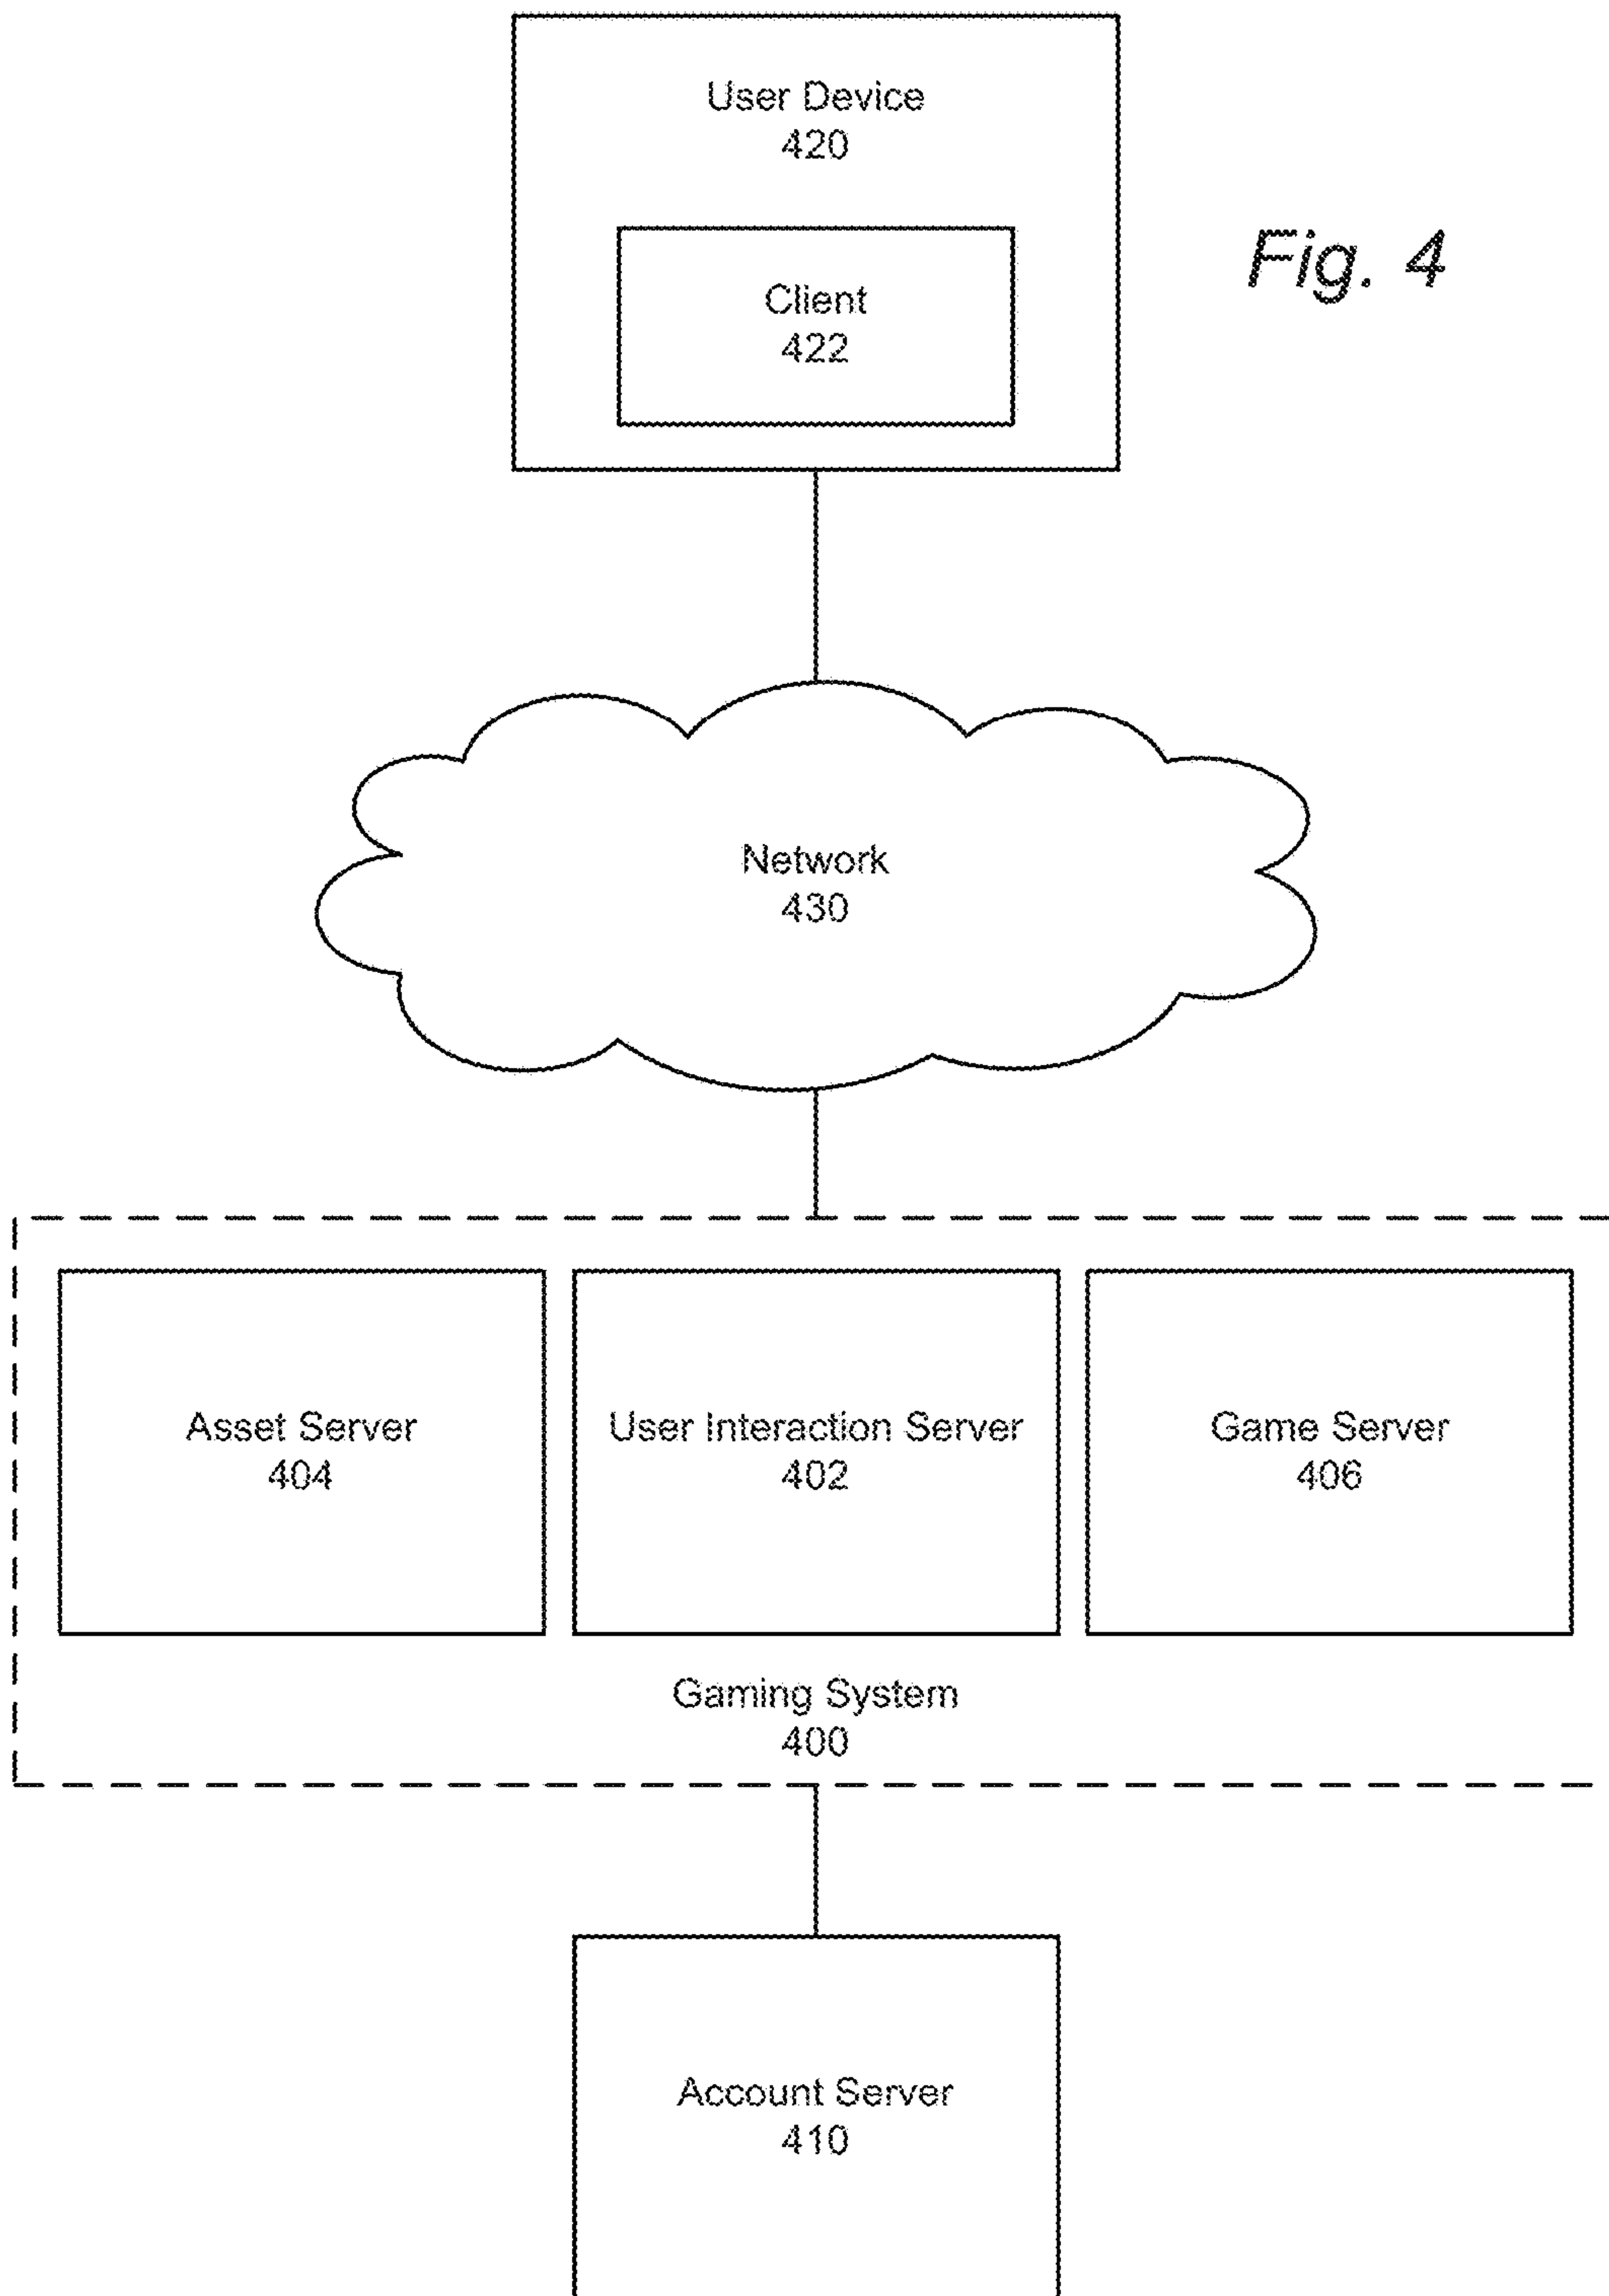 User Device
420
Fig. 4
Client
422
Network
430
Asset Server
404
User Interaction Server
402
Game Server
406
Gaming System
400
Account Server
410